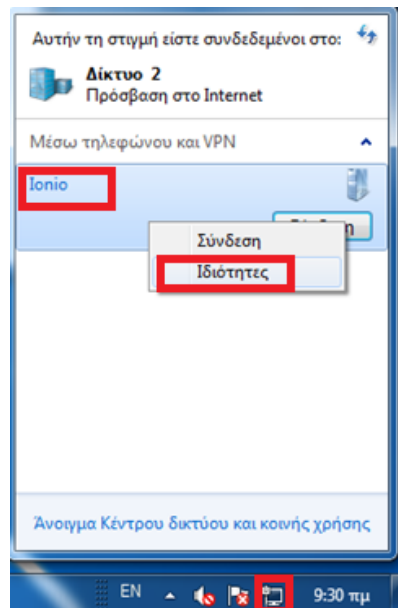 Αυτήν τη στιγμή είστε συνδεδεμένοι στο:
Δίκτυο 2
Πρόσβαση στο Internet
Μέσω τηλεφώνου και VPN
Ionio
Σύνδεση
Ιδιότητες
Άνοιγμα Κέντρου δικτύου και κοινής χρήσης
EN 9:30 πμ